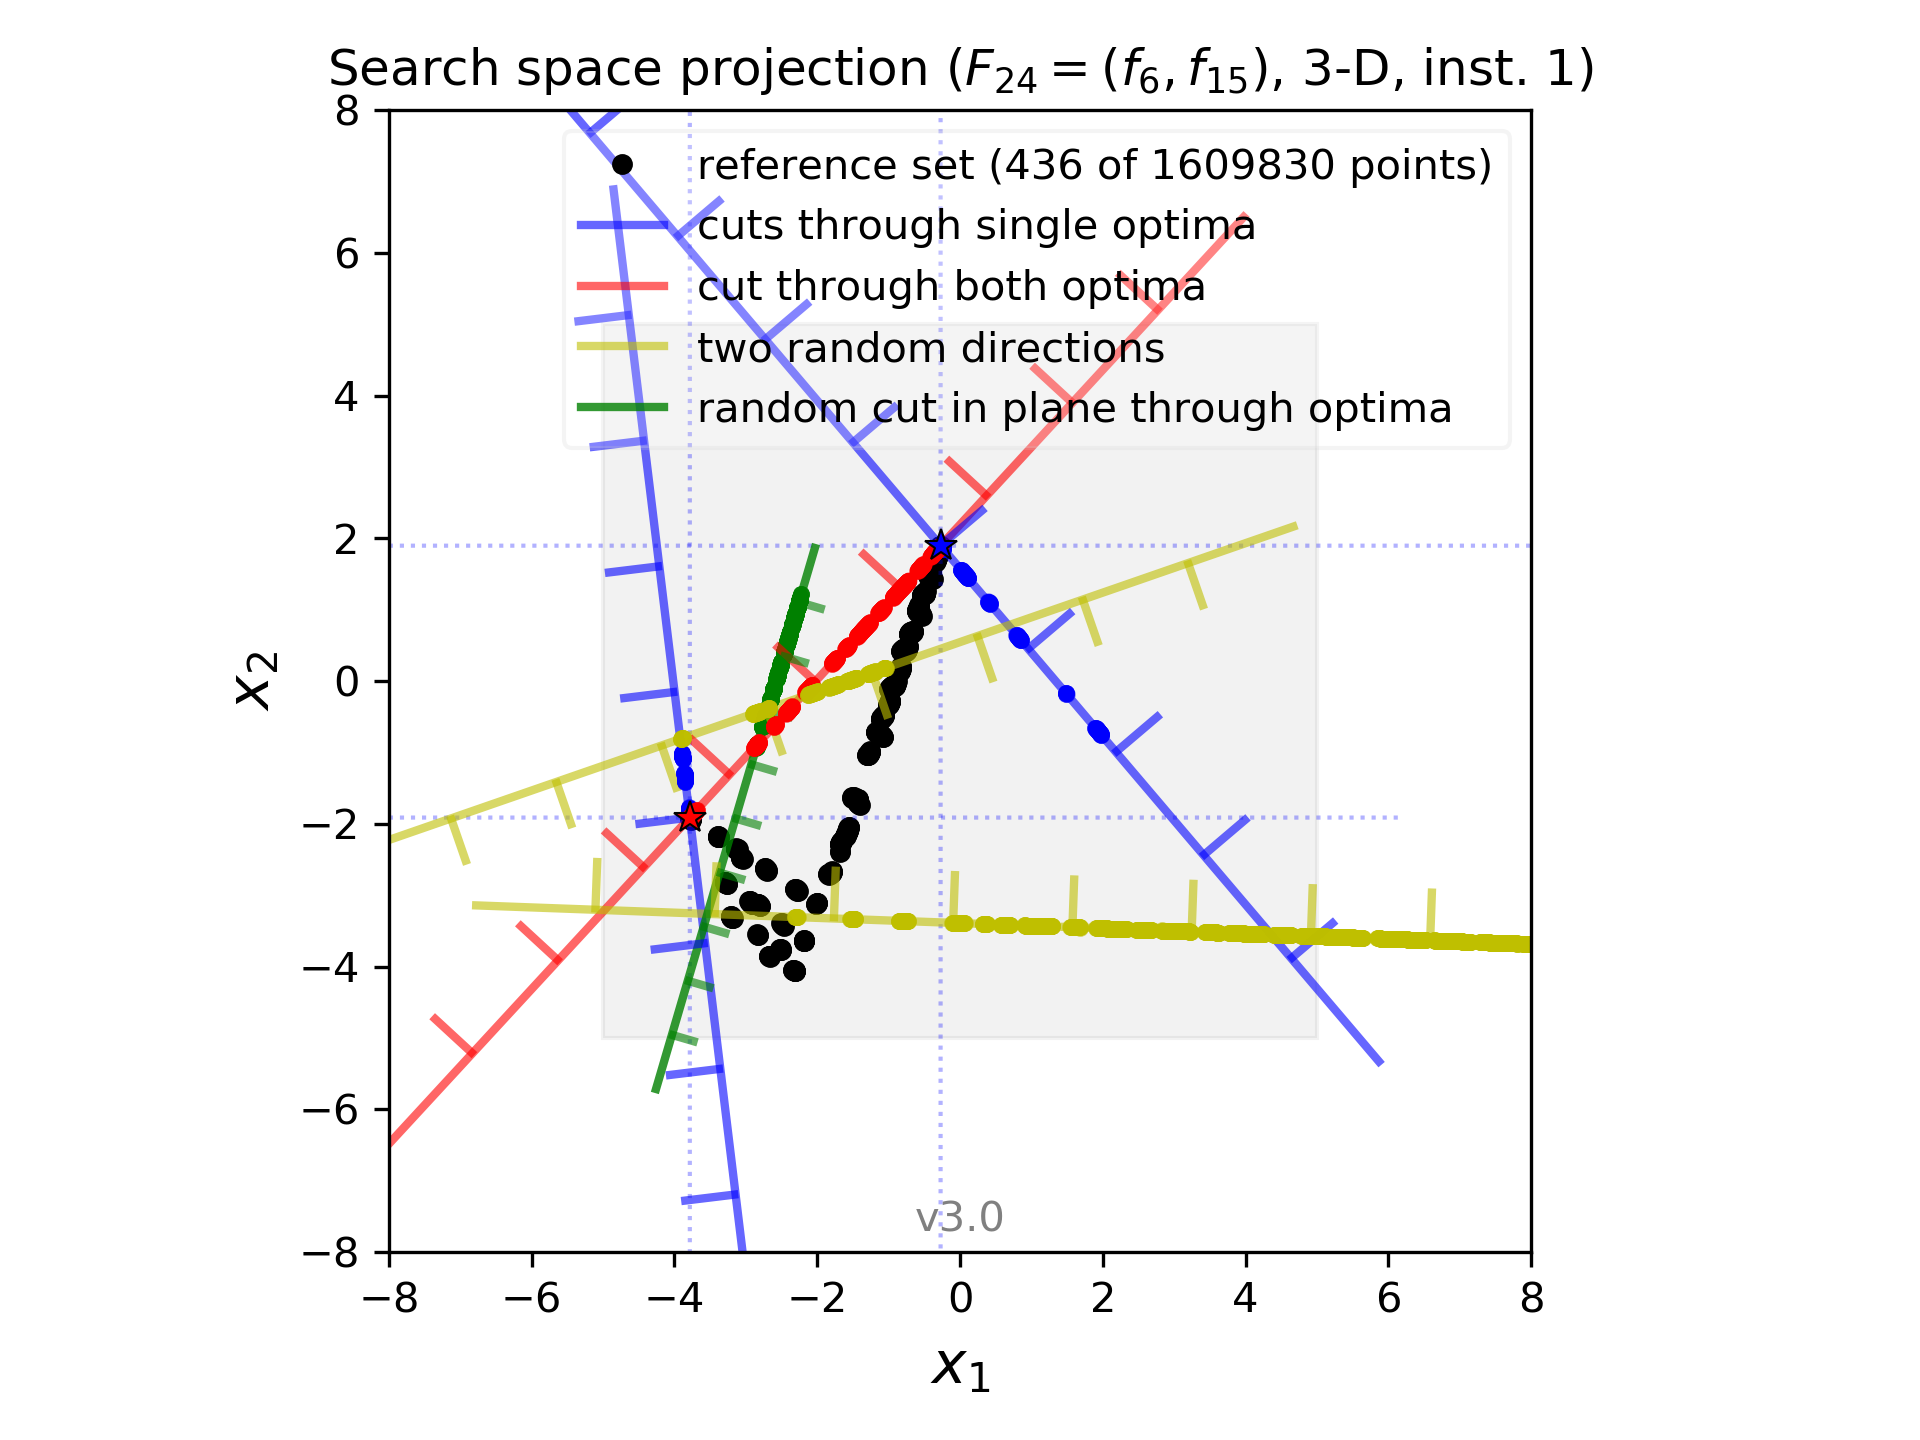 Search space projection (F24 = (f6, f15), 3-D, inst. 1)
reference set (436 of 1609830 points)
cuts through single optima
cut through both optima
two random directions
random cut in plane through optima
8
6
4
2
0
−2
−4
−6
−8
x2
v3.0
−8 −6 −4 −2 0 2 4 6 8
x1